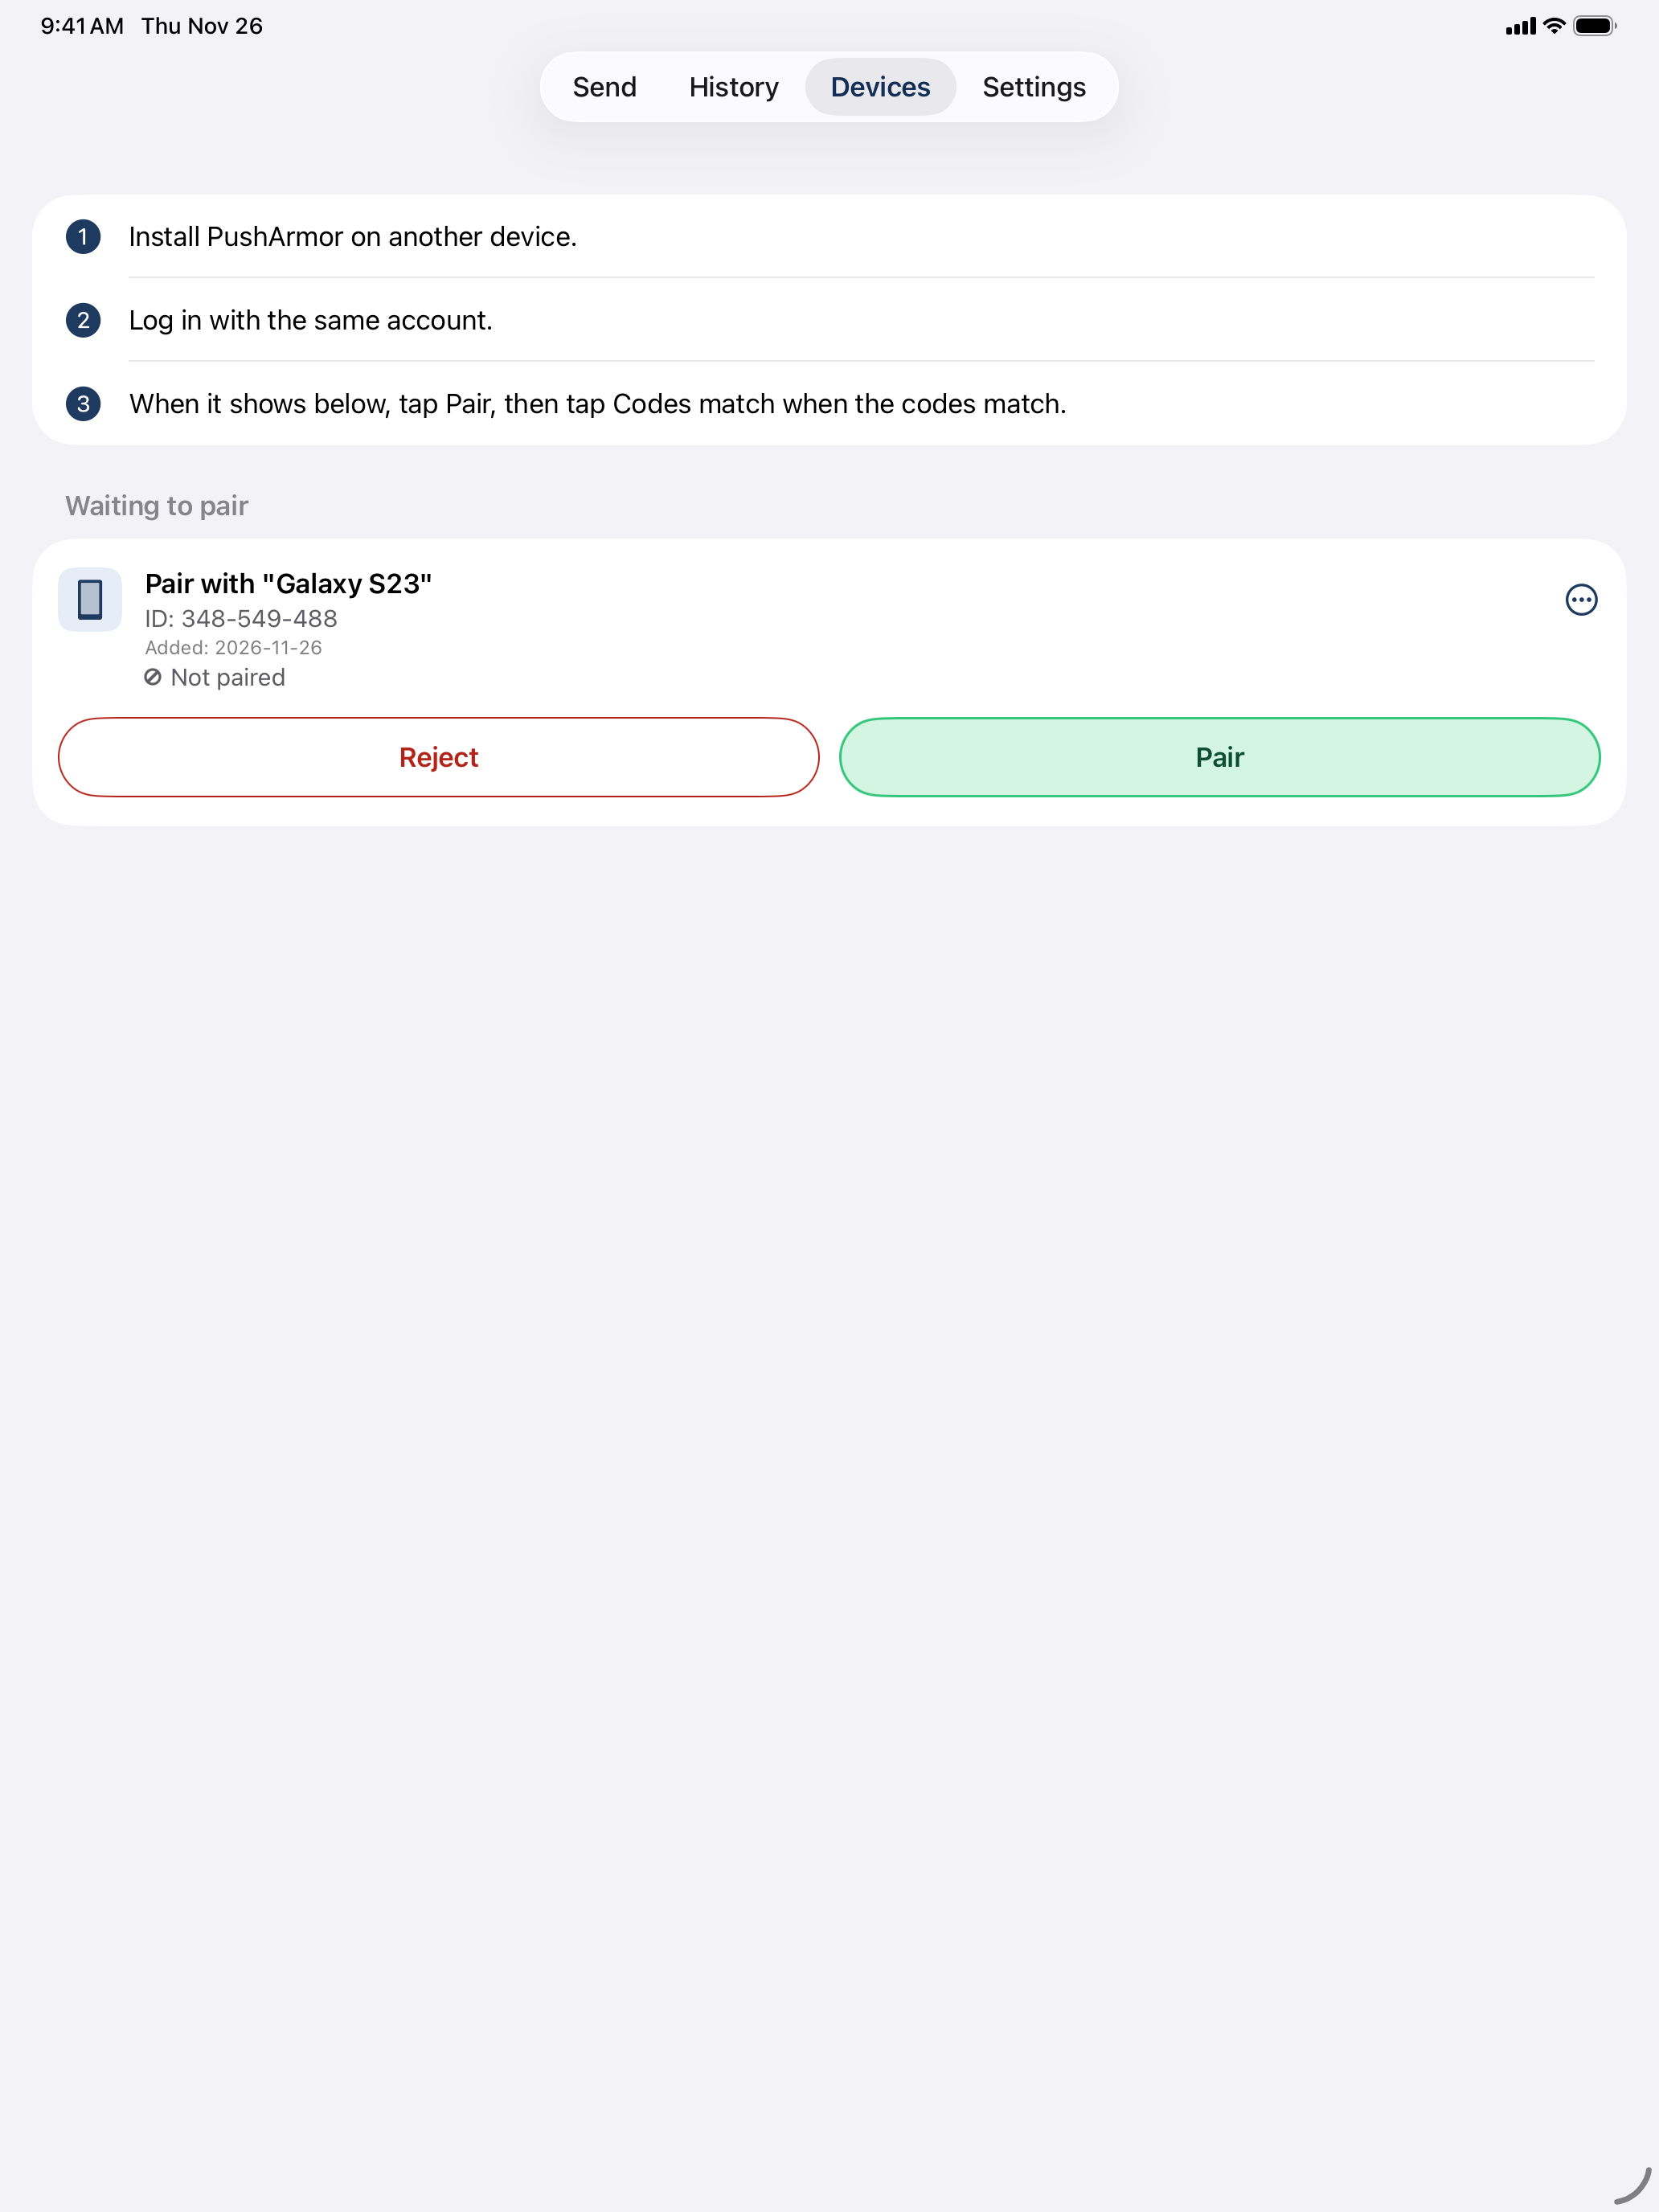 9:41 AM Thu Nov 26
Send History Devices Settings
1 Install PushArmor on another device.
2 Log in with the same account.
3 When it shows below, tap Pair, then tap Codes match when the codes match.
Waiting to pair
Pair with "Galaxy S23"
ID: 348-549-488
Added: 2026-11-26
Not paired
Reject Pair